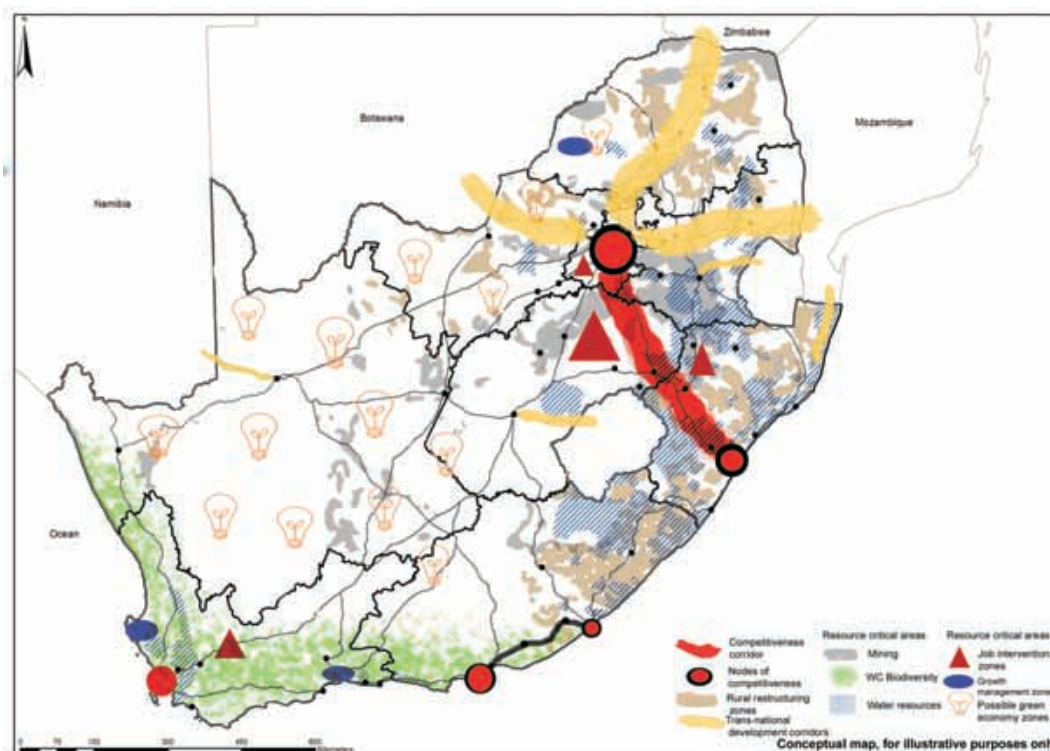 Zimbabwe
Botswana
Mozambique
Namibia
Ocean
Competitiveness
corridor
Nodes of
competitiveness
Rural restructuring
zones
Trans-national
development corridors
Resource critical areas
Mining
WC Biodiversity
Water resources
Resource critical areas
Job intervention
zones
Growth
management zone
Possible green
economy zones
Conceptual map, for illustrative purposes onl